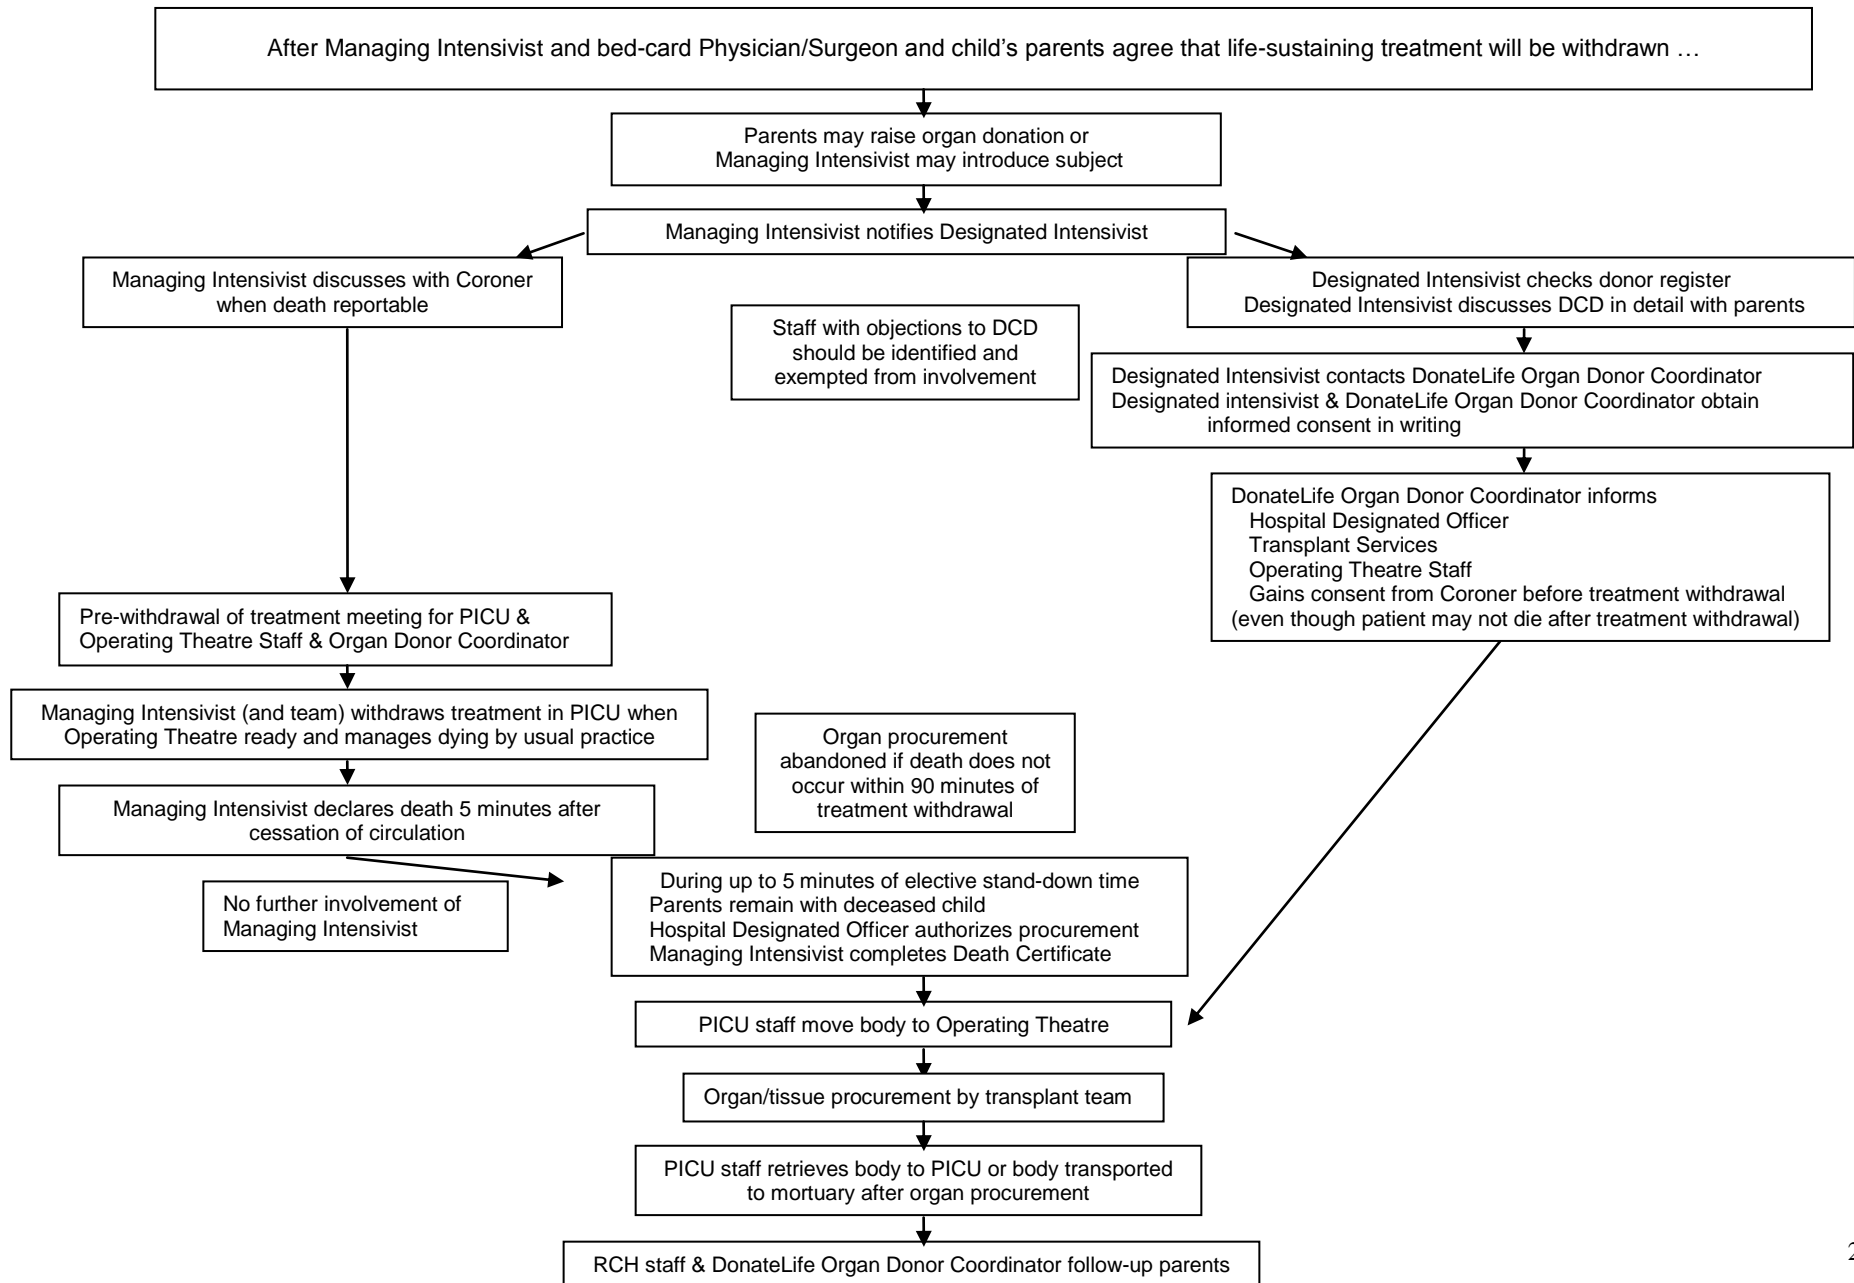 After Managing Intensivist and bed-card Physician/Surgeon and child's parents agree that life-sustaining treatment will be withdrawn …
Parents may raise organ donation or
Managing Intensivist may introduce subject
Managing Intensivist notifies Designated Intensivist
Managing Intensivist discusses with Coroner
when death reportable
Designated Intensivist checks donor register
Designated Intensivist discusses DCD in detail with parents
Staff with objections to DCD
should be identified and
exempted from involvement
Designated Intensivist contacts DonateLife Organ Donor Coordinator
Designated intensivist & DonateLife Organ Donor Coordinator obtain
informed consent in writing
DonateLife Organ Donor Coordinator informs
Hospital Designated Officer
Transplant Services
Operating Theatre Staff
Gains consent from Coroner before treatment withdrawal
(even though patient may not die after treatment withdrawal)
Pre-withdrawal of treatment meeting for PICU &
Operating Theatre Staff & Organ Donor Coordinator
Managing Intensivist (and team) withdraws treatment in PICU when
Operating Theatre ready and manages dying by usual practice
Organ procurement
abandoned if death does not
occur within 90 minutes of
treatment withdrawal
Managing Intensivist declares death 5 minutes after
cessation of circulation
No further involvement of
Managing Intensivist
During up to 5 minutes of elective stand-down time
Parents remain with deceased child
Hospital Designated Officer authorizes procurement
Managing Intensivist completes Death Certificate
PICU staff move body to Operating Theatre
Organ/tissue procurement by transplant team
PICU staff retrieves body to PICU or body transported
to mortuary after organ procurement
RCH staff & DonateLife Organ Donor Coordinator follow-up parents